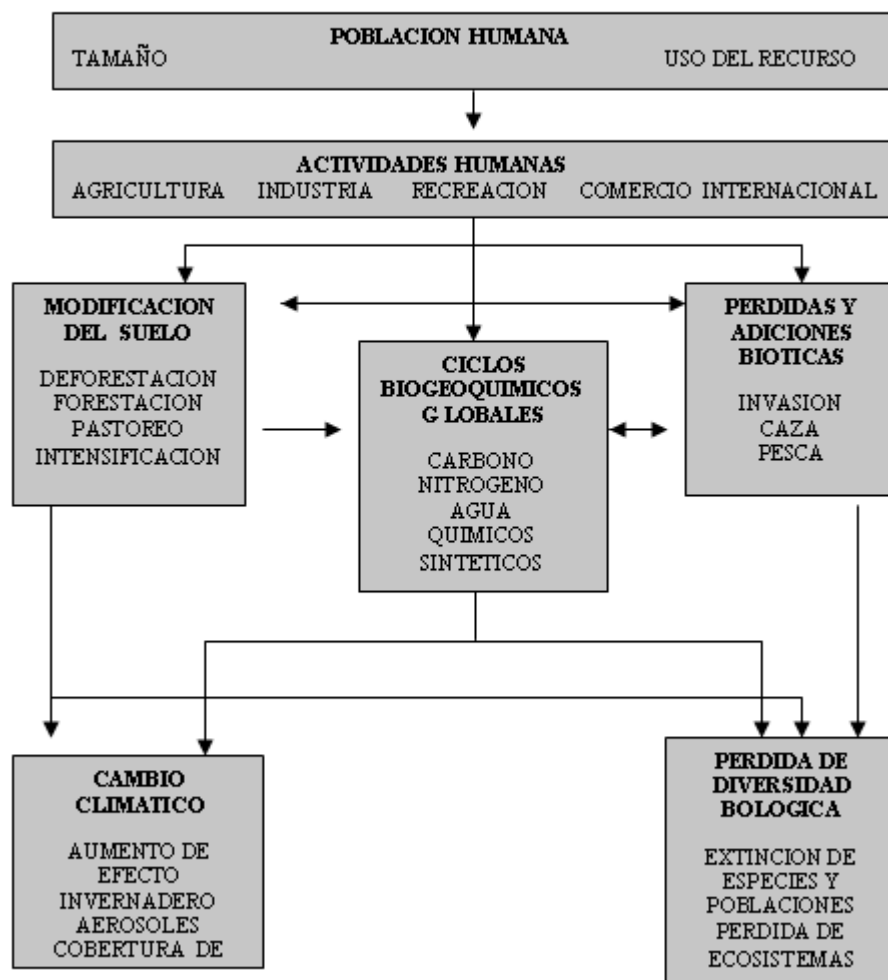 POBLACION HUMANA
TAMAÑO USO DEL RECURSO
ACTIVIDADES HUMANAS
AGRICULTURA INDUSTRIA RECREACION COMERCIO INTERNACIONAL
MODIFICACION
DEL SUELO
DEFORESTACION
FORESTACION
PASTOREO
INTENSIFICACION
CICLOS
BIOGEOQUIMICOS
G LOBALES
CARBONO
NITROGENO
AGUA
QUIMICOS
SINTETICOS
PERDIDAS Y
ADICIONES
BIOTICAS
INVASION
CAZA
PESCA
CAMBIO
CLIMATICO
AUMENTO DE
EFECTO
INVERNADERO
AEROSOLES
COBERTURA DE
PERDIDA DE
DIVERSIDAD
BOLOGICA
EXTINCION DE
ESPECIES Y
POBLACIONES
PERDIDA DE
ECOSISTEMAS